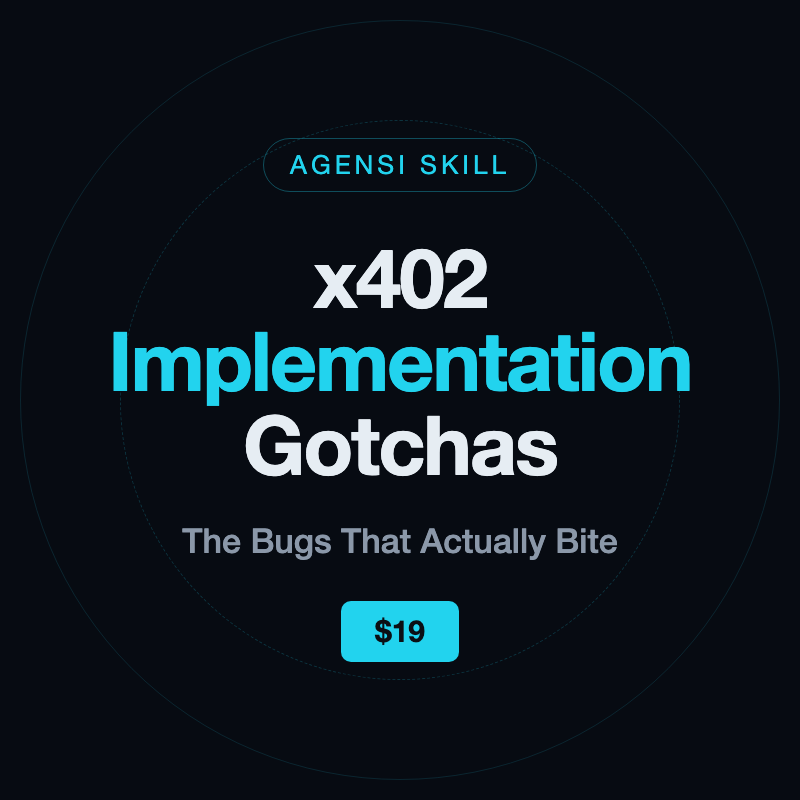 AGENSI SKILL
x402
Implementation
Gotchas
The Bugs That Actually Bite
$19